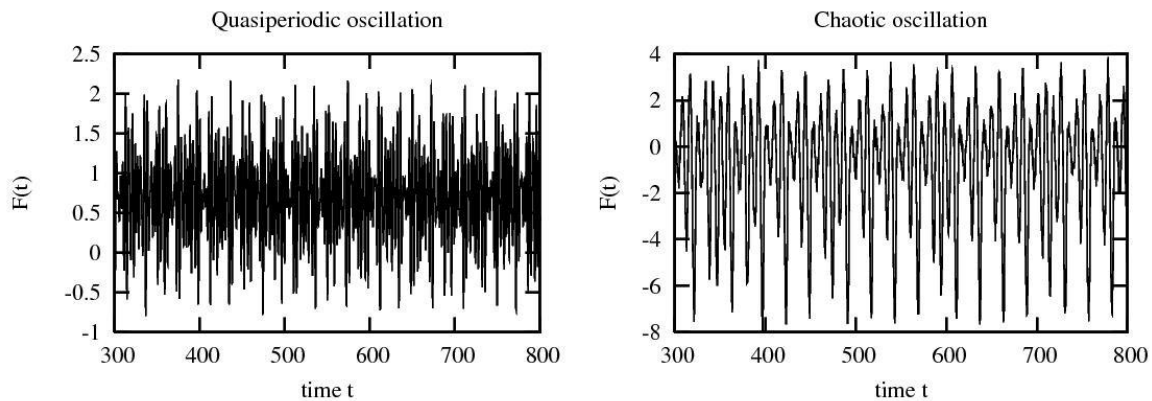 Quasiperiodic oscillation
2.5
2
1.5
1
0.5
0
-0.5
-1
F(t)
300 400 500 600 700 800
time t
Chaotic oscillation
4
2
0
-2
-4
-6
-8
F(t)
300 400 500 600 700 800
time t